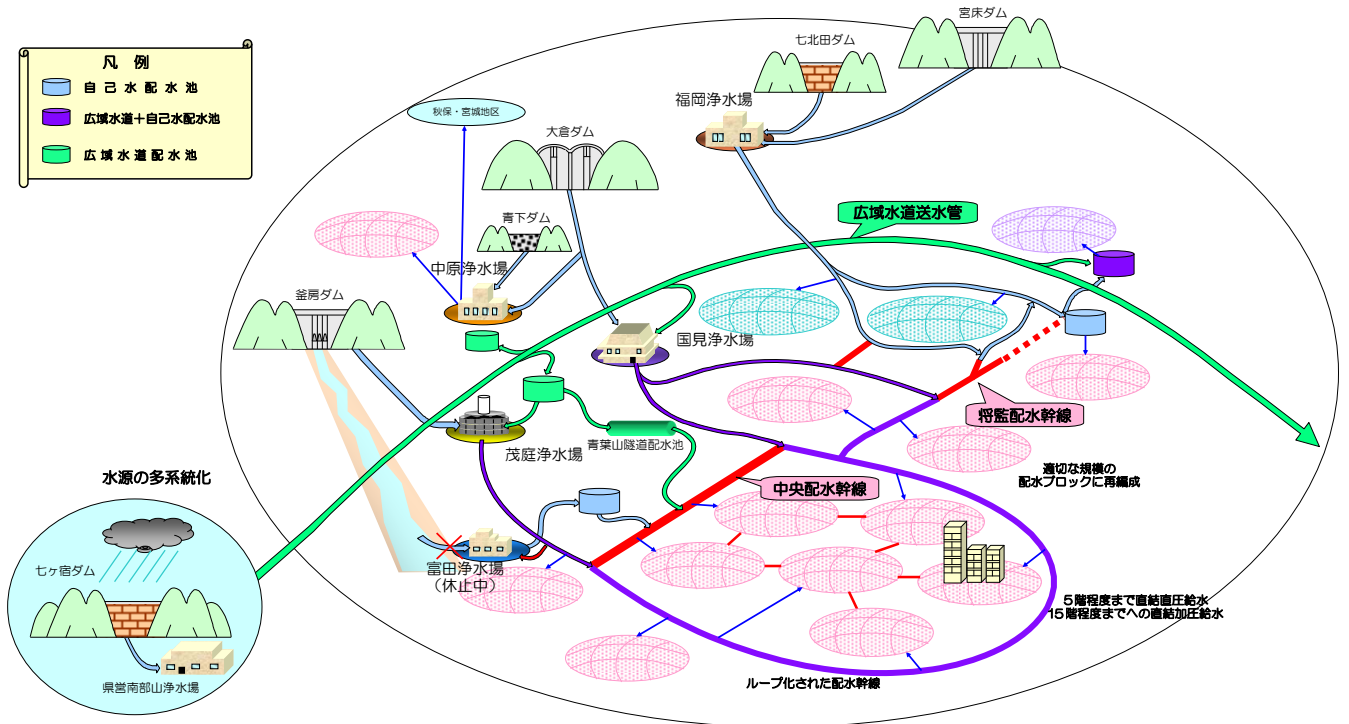 凡例
自己水配水池
広域水道＋自己水配水池
広域水道配水池
宮床ダム
七北田ダム
福岡浄水場
秋保・宮城地区
大倉ダム
青下ダム
中原浄水場
広域水道送水管
釜房ダム
国見浄水場
将監配水幹線
青葉山隧道配水池
茂庭浄水場
適切な規模の
配水ブロックに再編成
中央配水幹線
水源の多系統化
七ヶ宿ダム
富田浄水場
（休止中）
５階程度まで直結直圧給水
15階程度までへの直結加圧給水
県営南部山浄水場
ループ化された配水幹線